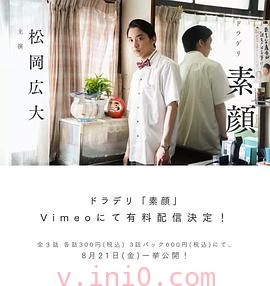 主演
松岡広大
ドラデリ
素顔
ドラデリ「素顔」
Vimeoにて有料配信決定！
全３話 各話300円(税込) 3話パック600円(税込)にて、
8月21日(金)一挙公開！
v.ini0.com